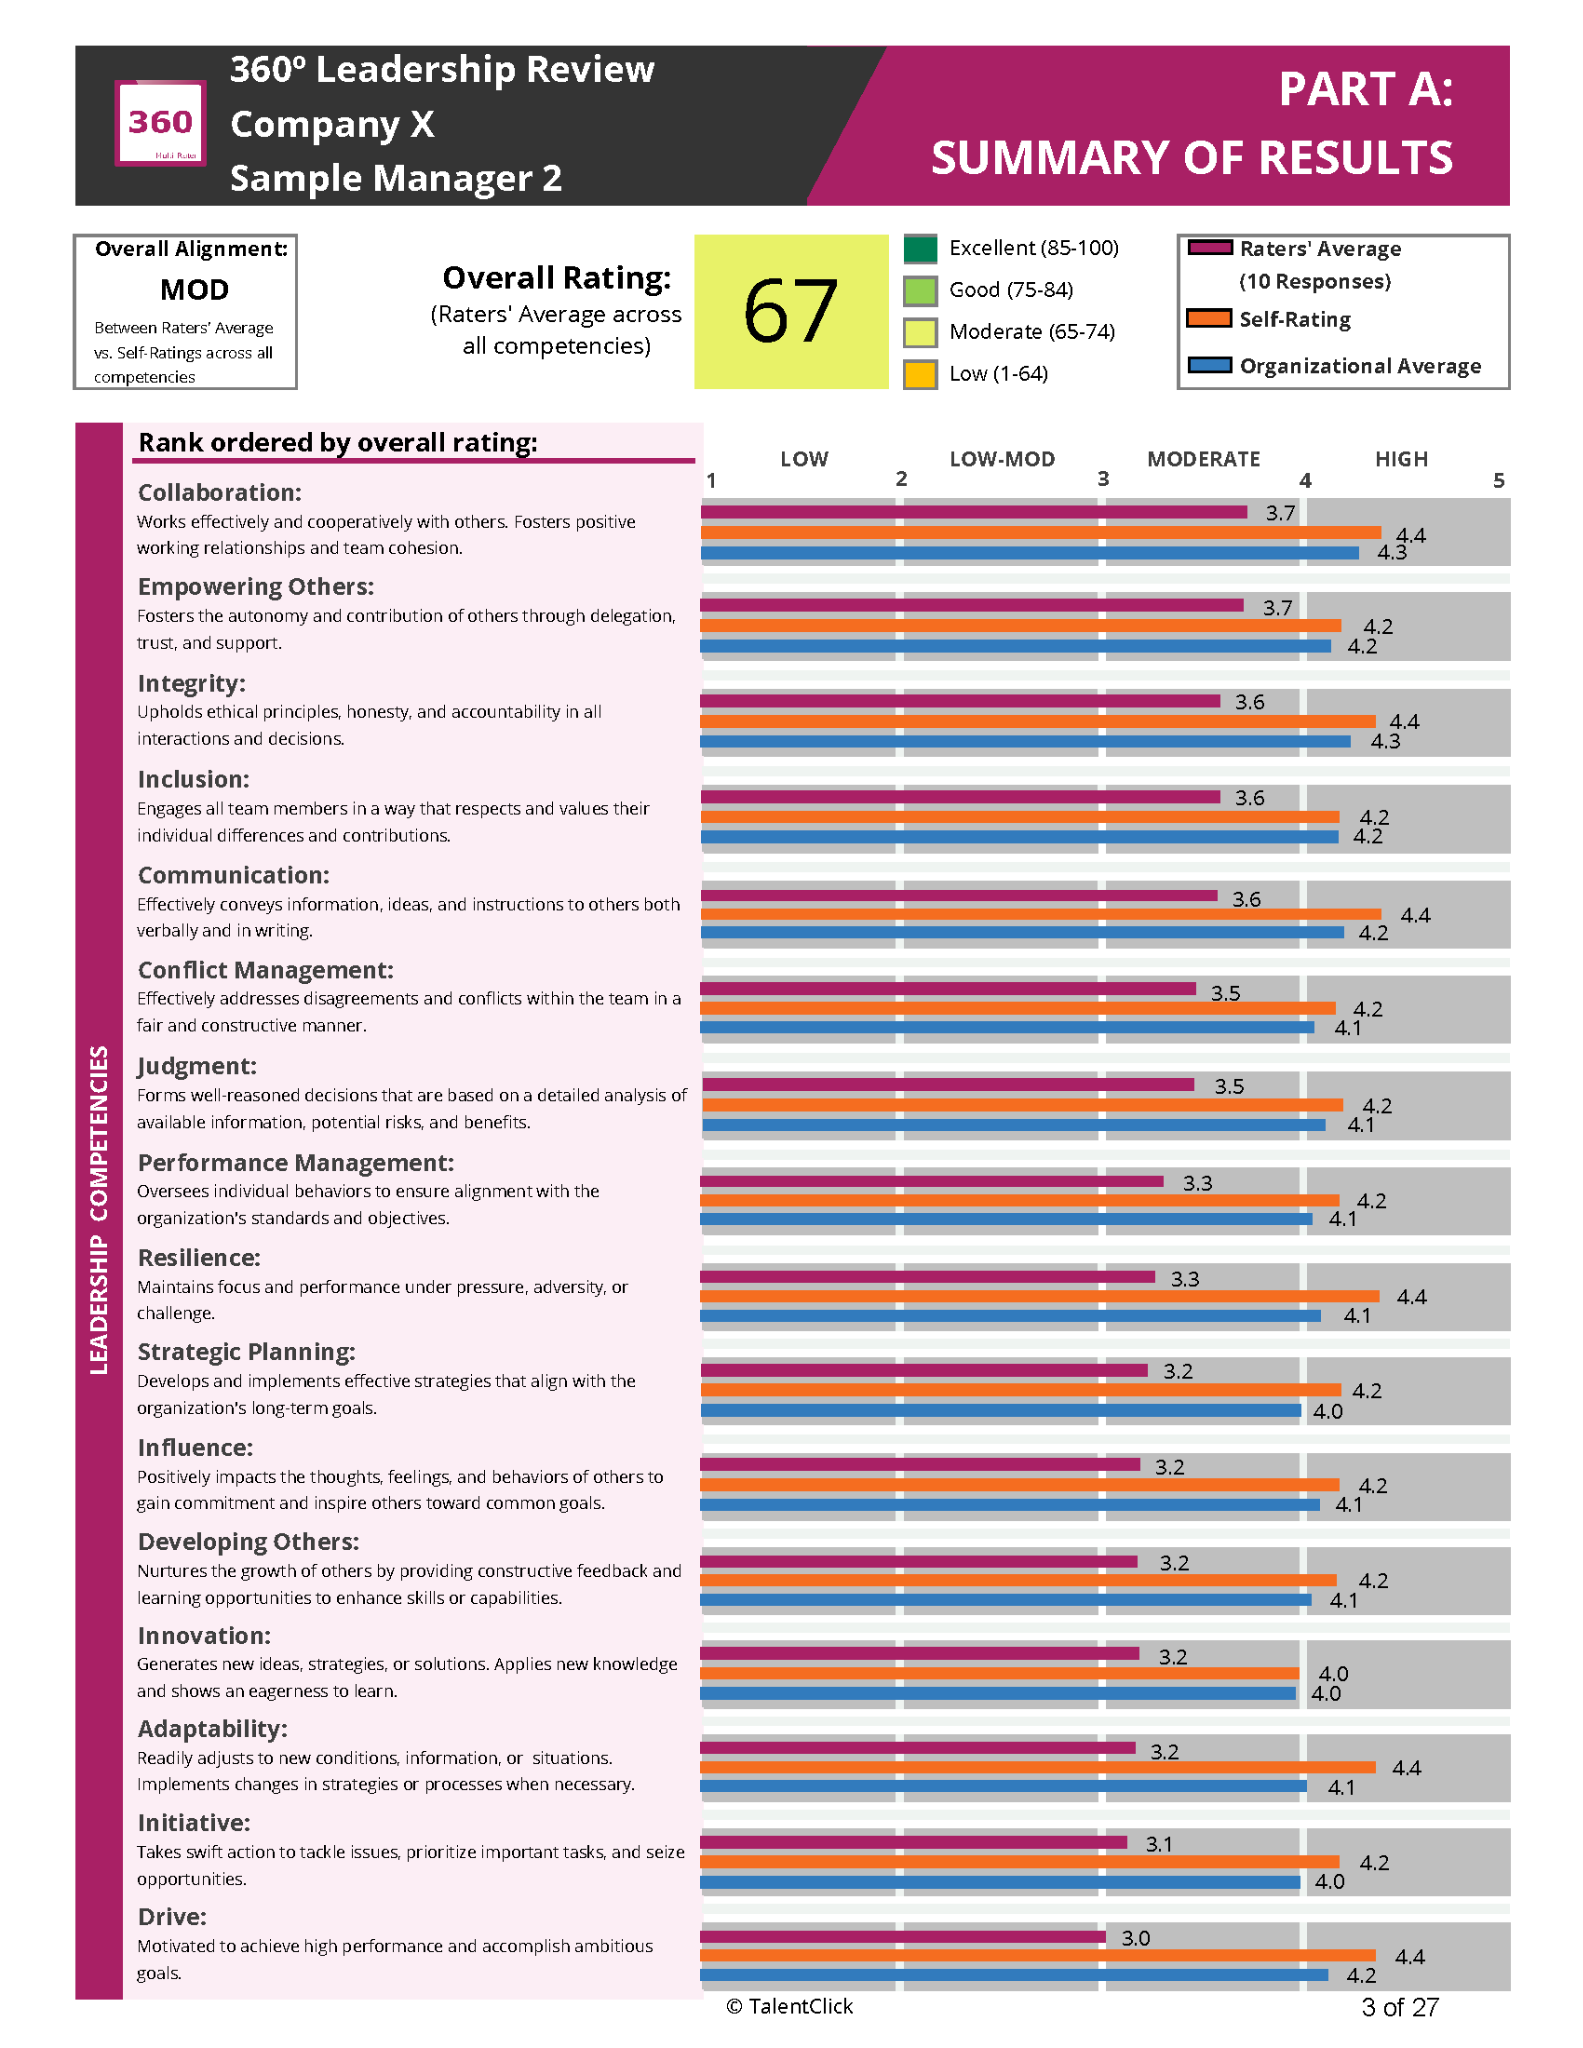 360º Leadership Review
Company X
Sample Manager 2
360
Multi-Rater
PART A:
SUMMARY OF RESULTS
Overall Alignment:
MOD
Between Raters' Average
vs. Self-Ratings across all
competencies
Overall Rating:
(Raters' Average across
all competencies)
67
Excellent (85-100)
Good (75-84)
Moderate (65-74)
Low (1-64)
Raters' Average
(10 Responses)
Self-Rating
Organizational Average
LEADERSHIP COMPETENCIES
Rank ordered by overall rating:
LOW LOW-MOD MODERATE HIGH
1 2 3 4 5
Collaboration:
Works effectively and cooperatively with others. Fosters positive
working relationships and team cohesion.
3.7
4.4
4.3
Empowering Others:
Fosters the autonomy and contribution of others through delegation,
trust, and support.
3.7
4.2
4.2
Integrity:
Upholds ethical principles, honesty, and accountability in all
interactions and decisions.
3.6
4.4
4.3
Inclusion:
Engages all team members in a way that respects and values their
individual differences and contributions.
3.6
4.2
4.2
Communication:
Effectively conveys information, ideas, and instructions to others both
verbally and in writing.
3.6
4.4
4.2
Conflict Management:
Effectively addresses disagreements and conflicts within the team in a
fair and constructive manner.
3.5
4.2
4.1
Judgment:
Forms well-reasoned decisions that are based on a detailed analysis of
available information, potential risks, and benefits.
3.5
4.2
4.1
Performance Management:
Oversees individual behaviors to ensure alignment with the
organization's standards and objectives.
3.3
4.2
4.1
Resilience:
Maintains focus and performance under pressure, adversity, or
challenge.
3.3
4.4
4.1
Strategic Planning:
Develops and implements effective strategies that align with the
organization's long-term goals.
3.2
4.2
4.0
Influence:
Positively impacts the thoughts, feelings, and behaviors of others to
gain commitment and inspire others toward common goals.
3.2
4.2
4.1
Developing Others:
Nurtures the growth of others by providing constructive feedback and
learning opportunities to enhance skills or capabilities.
3.2
4.2
4.1
Innovation:
Generates new ideas, strategies, or solutions. Applies new knowledge
and shows an eagerness to learn.
3.2
4.0
4.0
Adaptability:
Readily adjusts to new conditions, information, or situations.
Implements changes in strategies or processes when necessary.
3.2
4.4
4.1
Initiative:
Takes swift action to tackle issues, prioritize important tasks, and seize
opportunities.
3.1
4.2
4.0
Drive:
Motivated to achieve high performance and accomplish ambitious
goals.
3.0
4.4
4.2
© TalentClick
3 of 27